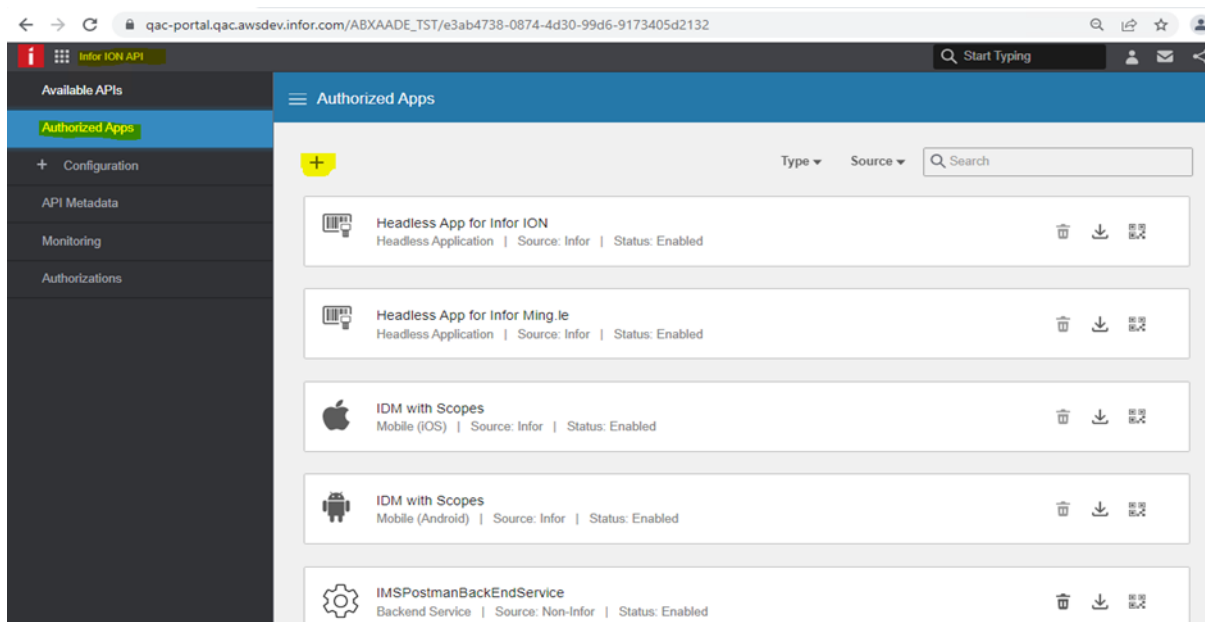 qac-portal.qac.awsdev.infor.com/ABXAADE_TST/e3ab4738-0874-4d30-99d6-9173405d2132
Infor ION API
Start Typing
Available APIs
Authorized Apps
Authorized Apps
+ Configuration
API Metadata
Monitoring
Authorizations
+
Type
Source
Search
Headless App for Infor ION
Headless Application | Source: Infor | Status: Enabled
Headless App for Infor Ming.le
Headless Application | Source: Infor | Status: Enabled
IDM with Scopes
Mobile (iOS) | Source: Infor | Status: Enabled
IDM with Scopes
Mobile (Android) | Source: Infor | Status: Enabled
IMSPostmanBackEndService
Backend Service | Source: Non-Infor | Status: Enabled